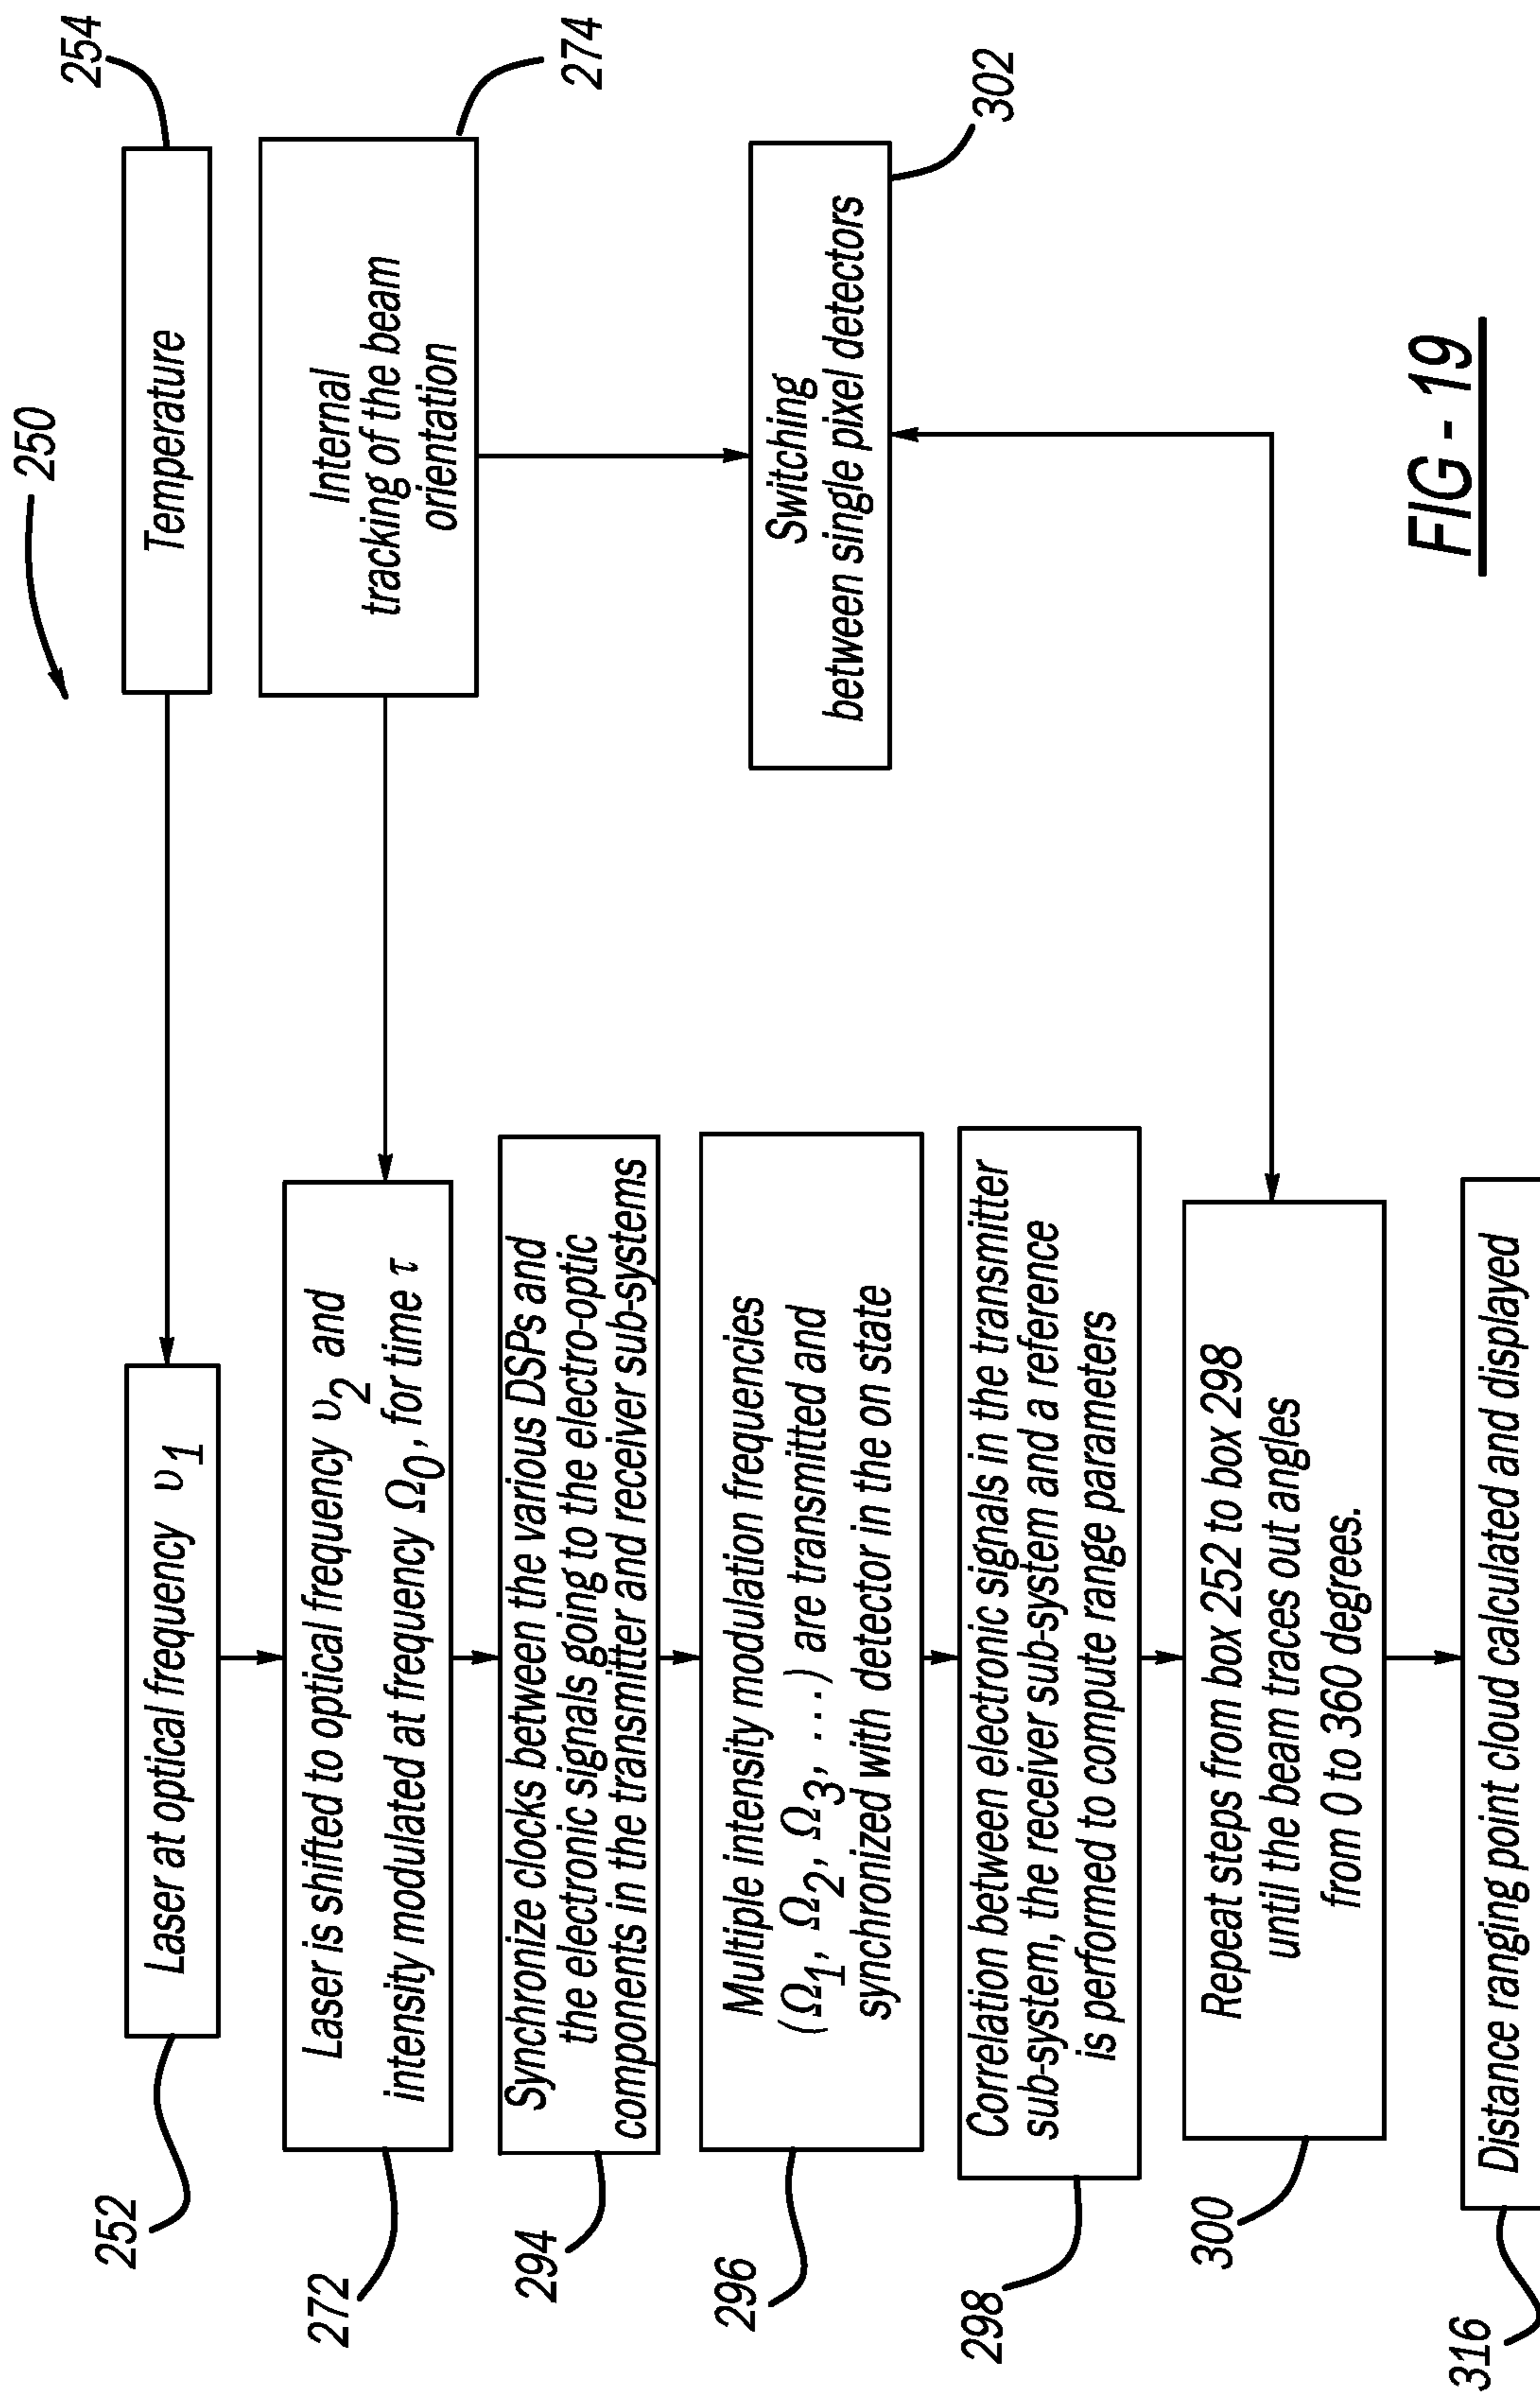 250
252
Laser at optical frequency υ1
Temperature
254
272
Laser is shifted to optical frequency υ2 and
intensity modulated at frequency Ω0, for time τ
Internal
tracking of the beam
orientation
274
294
Synchronize clocks between the various DSPs and
the electronic signals going to the electro-optic
components in the transmitter and receiver sub-systems
296
Multiple intensity modulation frequencies
(Ω1, Ω2, Ω3, ...) are transmitted and
synchronized with detector in the on state
Switching
between single pixel detectors
302
298
Correlation between electronic signals in the transmitter
sub-system, the receiver sub-system and a reference
is performed to compute range parameters
300
Repeat steps from box 252 to box 298
until the beam traces out angles
from 0 to 360 degrees.
316
Distance ranging point cloud calculated and displayed
FIG - 19